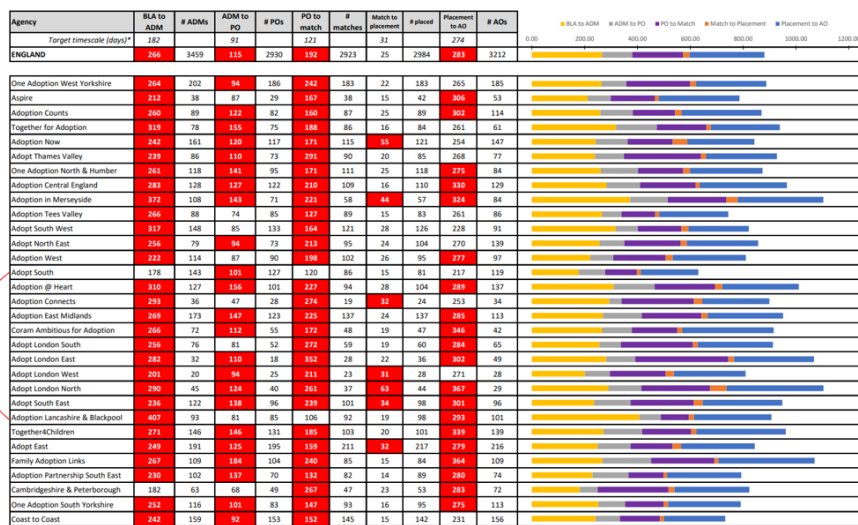 Agency BLA to ADM # ADMs ADM to PO # POs PO to match # matches Match to placement # placed Placement to AO # AOs
Target timescale (days)* 182 91 121 31 274
ENGLAND 266 3459 115 2930 192 2923 25 2984 283 3212
BLA to ADM ADM to PO PO to Match Match to Placement Placement to AO
0.00 200.00 400.00 600.00 800.00 1000.00 1200.00
One Adoption West Yorkshire 264 202 94 186 242 183 22 183 265 185
Aspire 212 38 87 29 167 38 15 42 306 53
Adoption Counts 260 89 122 82 160 87 25 89 302 114
Together for Adoption 319 78 155 75 188 86 16 84 261 61
Adoption Now 242 161 120 117 171 115 55 121 254 147
Adopt Thames Valley 239 86 110 73 291 90 20 85 268 77
One Adoption North & Humber 261 118 141 95 171 111 25 118 275 84
Adoption Central England 283 128 127 122 210 109 16 110 330 129
Adoption in Merseyside 372 108 143 71 221 58 44 57 324 84
Adoption Tees Valley 266 88 74 85 127 89 15 83 261 86
Adopt South West 317 148 85 133 164 121 28 126 228 91
Adopt North East 256 79 94 73 213 95 24 104 270 139
Adoption West 222 114 87 90 198 102 26 95 277 97
Adopt South 178 143 101 127 120 86 15 81 217 119
Adoption @ Heart 310 127 156 101 227 94 28 104 289 137
Adoption Connects 293 36 47 28 274 19 32 24 253 34
Adoption East Midlands 269 173 147 123 225 137 24 137 285 113
Coram Ambitious for Adoption 266 72 112 55 172 48 19 47 346 42
Adopt London South 256 76 81 52 272 59 19 60 284 65
Adopt London East 282 32 110 18 352 28 22 36 302 49
Adopt London West 201 20 94 25 211 23 31 28 271 28
Adopt London North 290 45 124 40 261 37 63 44 367 29
Adopt South East 236 122 138 96 239 101 34 98 301 96
Adoption Lancashire & Blackpool 407 93 81 85 106 92 19 98 293 101
Together4Children 271 146 146 131 185 103 20 101 339 139
Adopt East 249 191 125 195 159 211 32 217 279 216
Family Adoption Links 267 109 184 104 240 85 15 84 364 109
Adoption Partnership South East 230 102 137 70 132 82 14 89 280 74
Cambridgeshire & Peterborough 182 63 68 49 267 47 23 53 283 72
One Adoption South Yorkshire 252 116 101 83 147 93 16 95 275 113
Coast to Coast 242 159 92 153 152 145 15 142 231 156